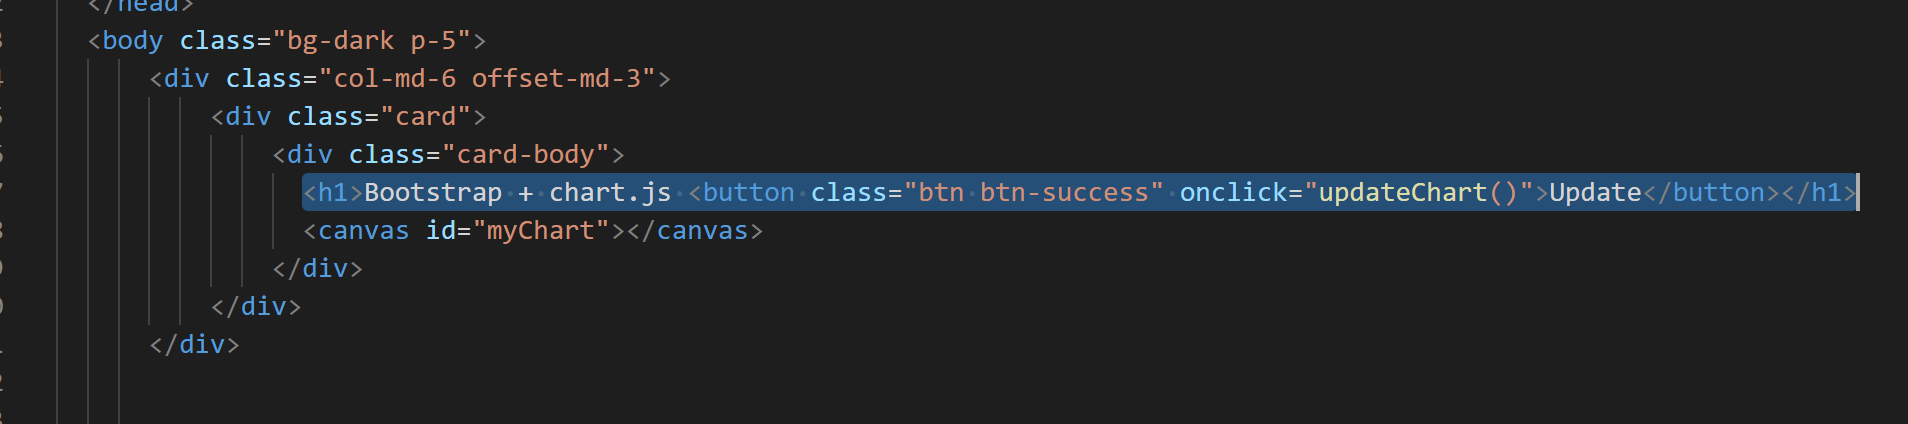 </head>
<body class="bg-dark p-5">
<div class="col-md-6 offset-md-3">
<div class="card">
<div class="card-body">
<h1>Bootstrap + chart.js <button class="btn btn-success" onclick="updateChart()">Update</button></h1>
<canvas id="myChart"></canvas>
</div>
</div>
</div>